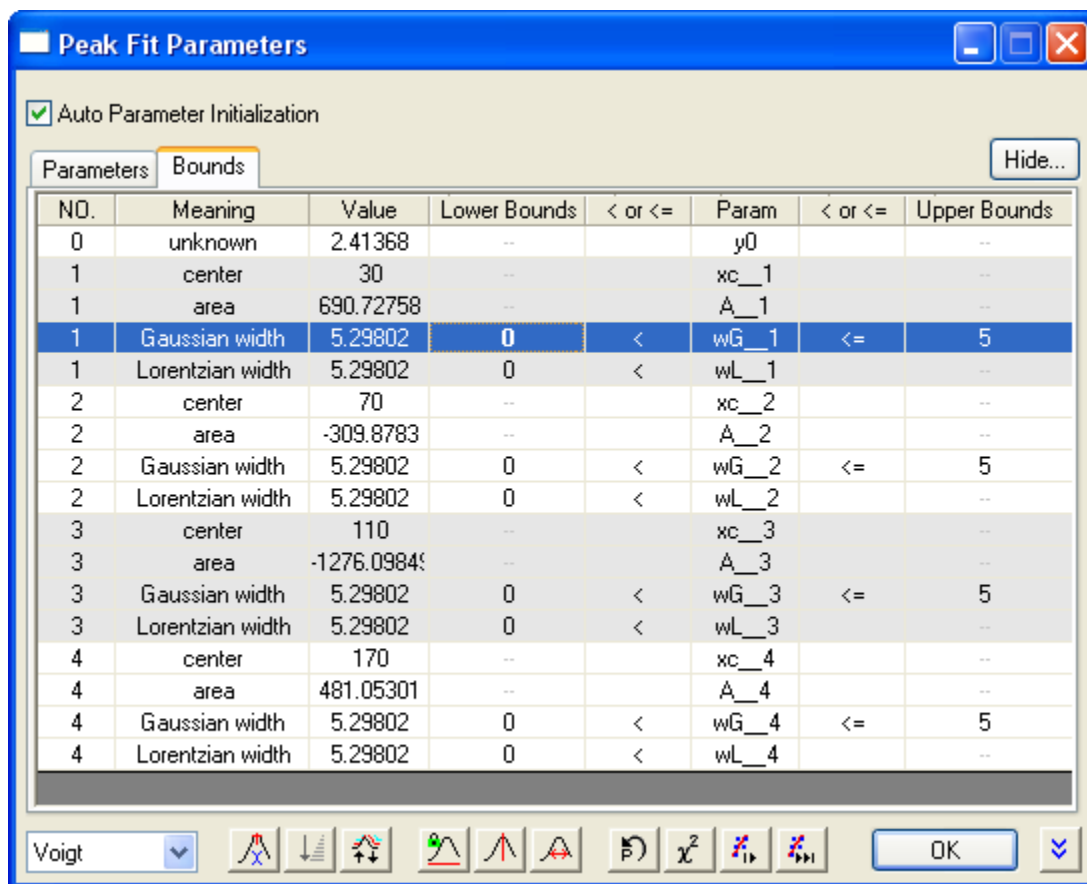 Peak Fit Parameters
Auto Parameter Initialization
Parameters Bounds Hide...
NO. Meaning Value Lower Bounds < or <= Param < or <= Upper Bounds
0 unknown 2.41368 -- y0 --
1 center 30 -- xc__1 --
1 area 690.72758 -- A__1 --
1 Gaussian width 5.29802 0 < wG__1 <= 5
1 Lorentzian width 5.29802 0 < wL__1 --
2 center 70 -- xc__2 --
2 area -309.8783 -- A__2 --
2 Gaussian width 5.29802 0 < wG__2 <= 5
2 Lorentzian width 5.29802 0 < wL__2 --
3 center 110 -- xc__3 --
3 area -1276.0984 -- A__3 --
3 Gaussian width 5.29802 0 < wG__3 <= 5
3 Lorentzian width 5.29802 0 < wL__3 --
4 center 170 -- xc__4 --
4 area 481.05301 -- A__4 --
4 Gaussian width 5.29802 0 < wG__4 <= 5
4 Lorentzian width 5.29802 0 < wL__4 --
Voigt P χ² OK